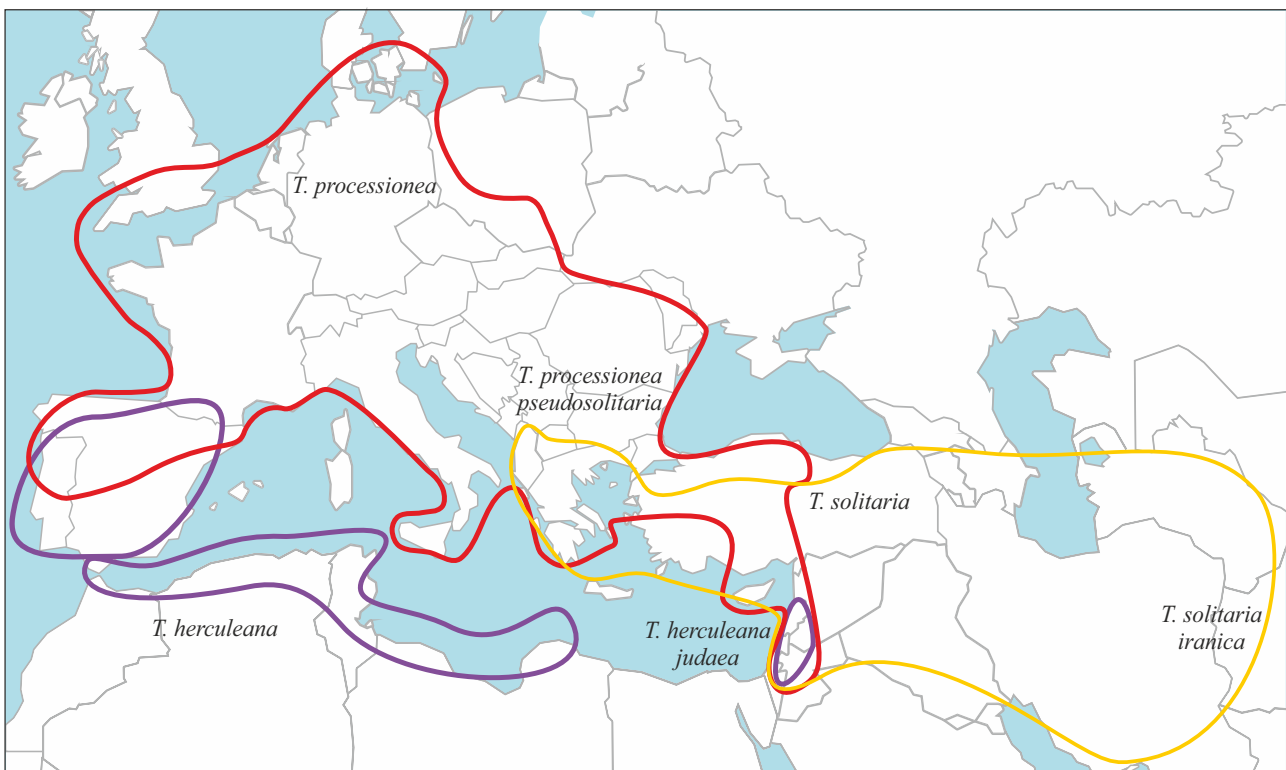 T. processionea
T. processionea
pseudosolitaria
T. solitaria
T. herculeana
T. herculeana
judaea
T. solitaria
iranica